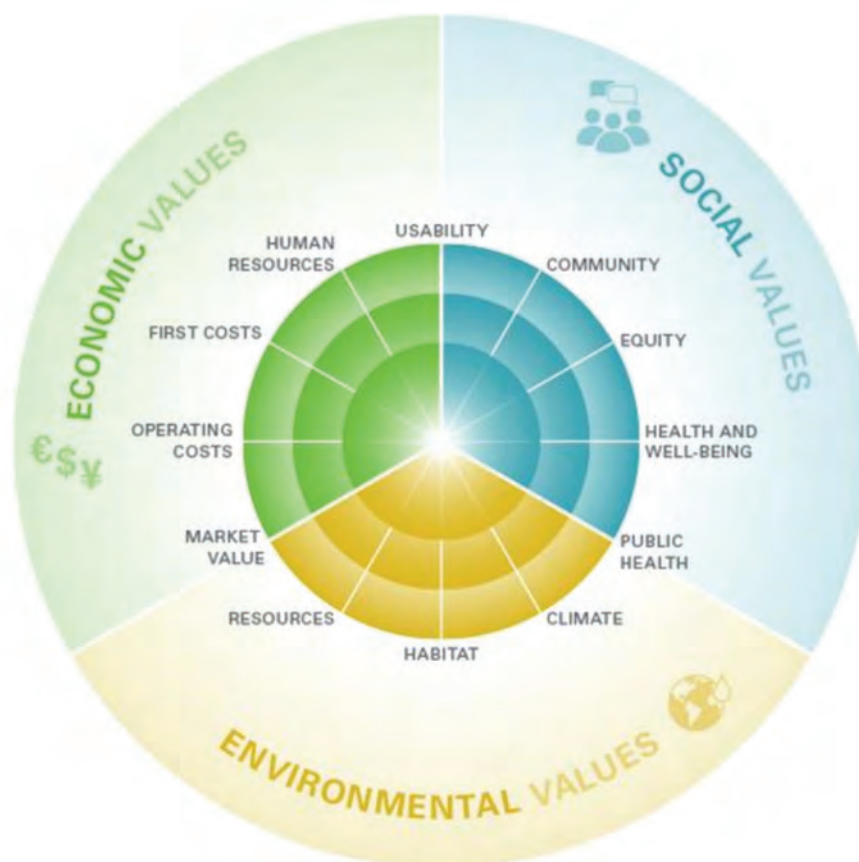 ECONOMIC VALUES
€$¥
SOCIAL VALUES
USABILITY
COMMUNITY
EQUITY
HEALTH AND
WELL-BEING
PUBLIC
HEALTH
CLIMATE
HABITAT
RESOURCES
MARKET
VALUE
OPERATING
COSTS
FIRST COSTS
HUMAN
RESOURCES
ENVIRONMENTAL VALUES